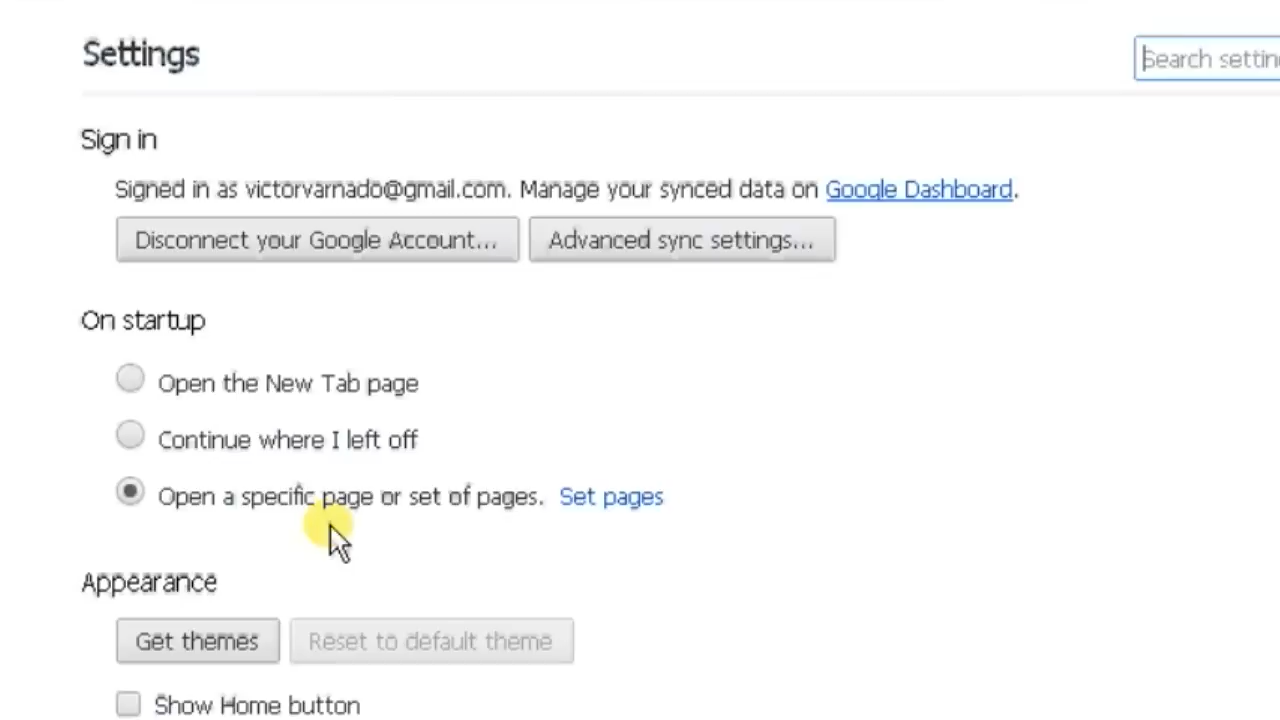 Settings
Search settin
Sign in
Signed in as victorvarnado@gmail.com. Manage your synced data on Google Dashboard.
Disconnect your Google Account... Advanced sync settings...
On startup
Open the New Tab page
Continue where I left off
Open a specific page or set of pages. Set pages
Appearance
Get themes Reset to default theme
Show Home button